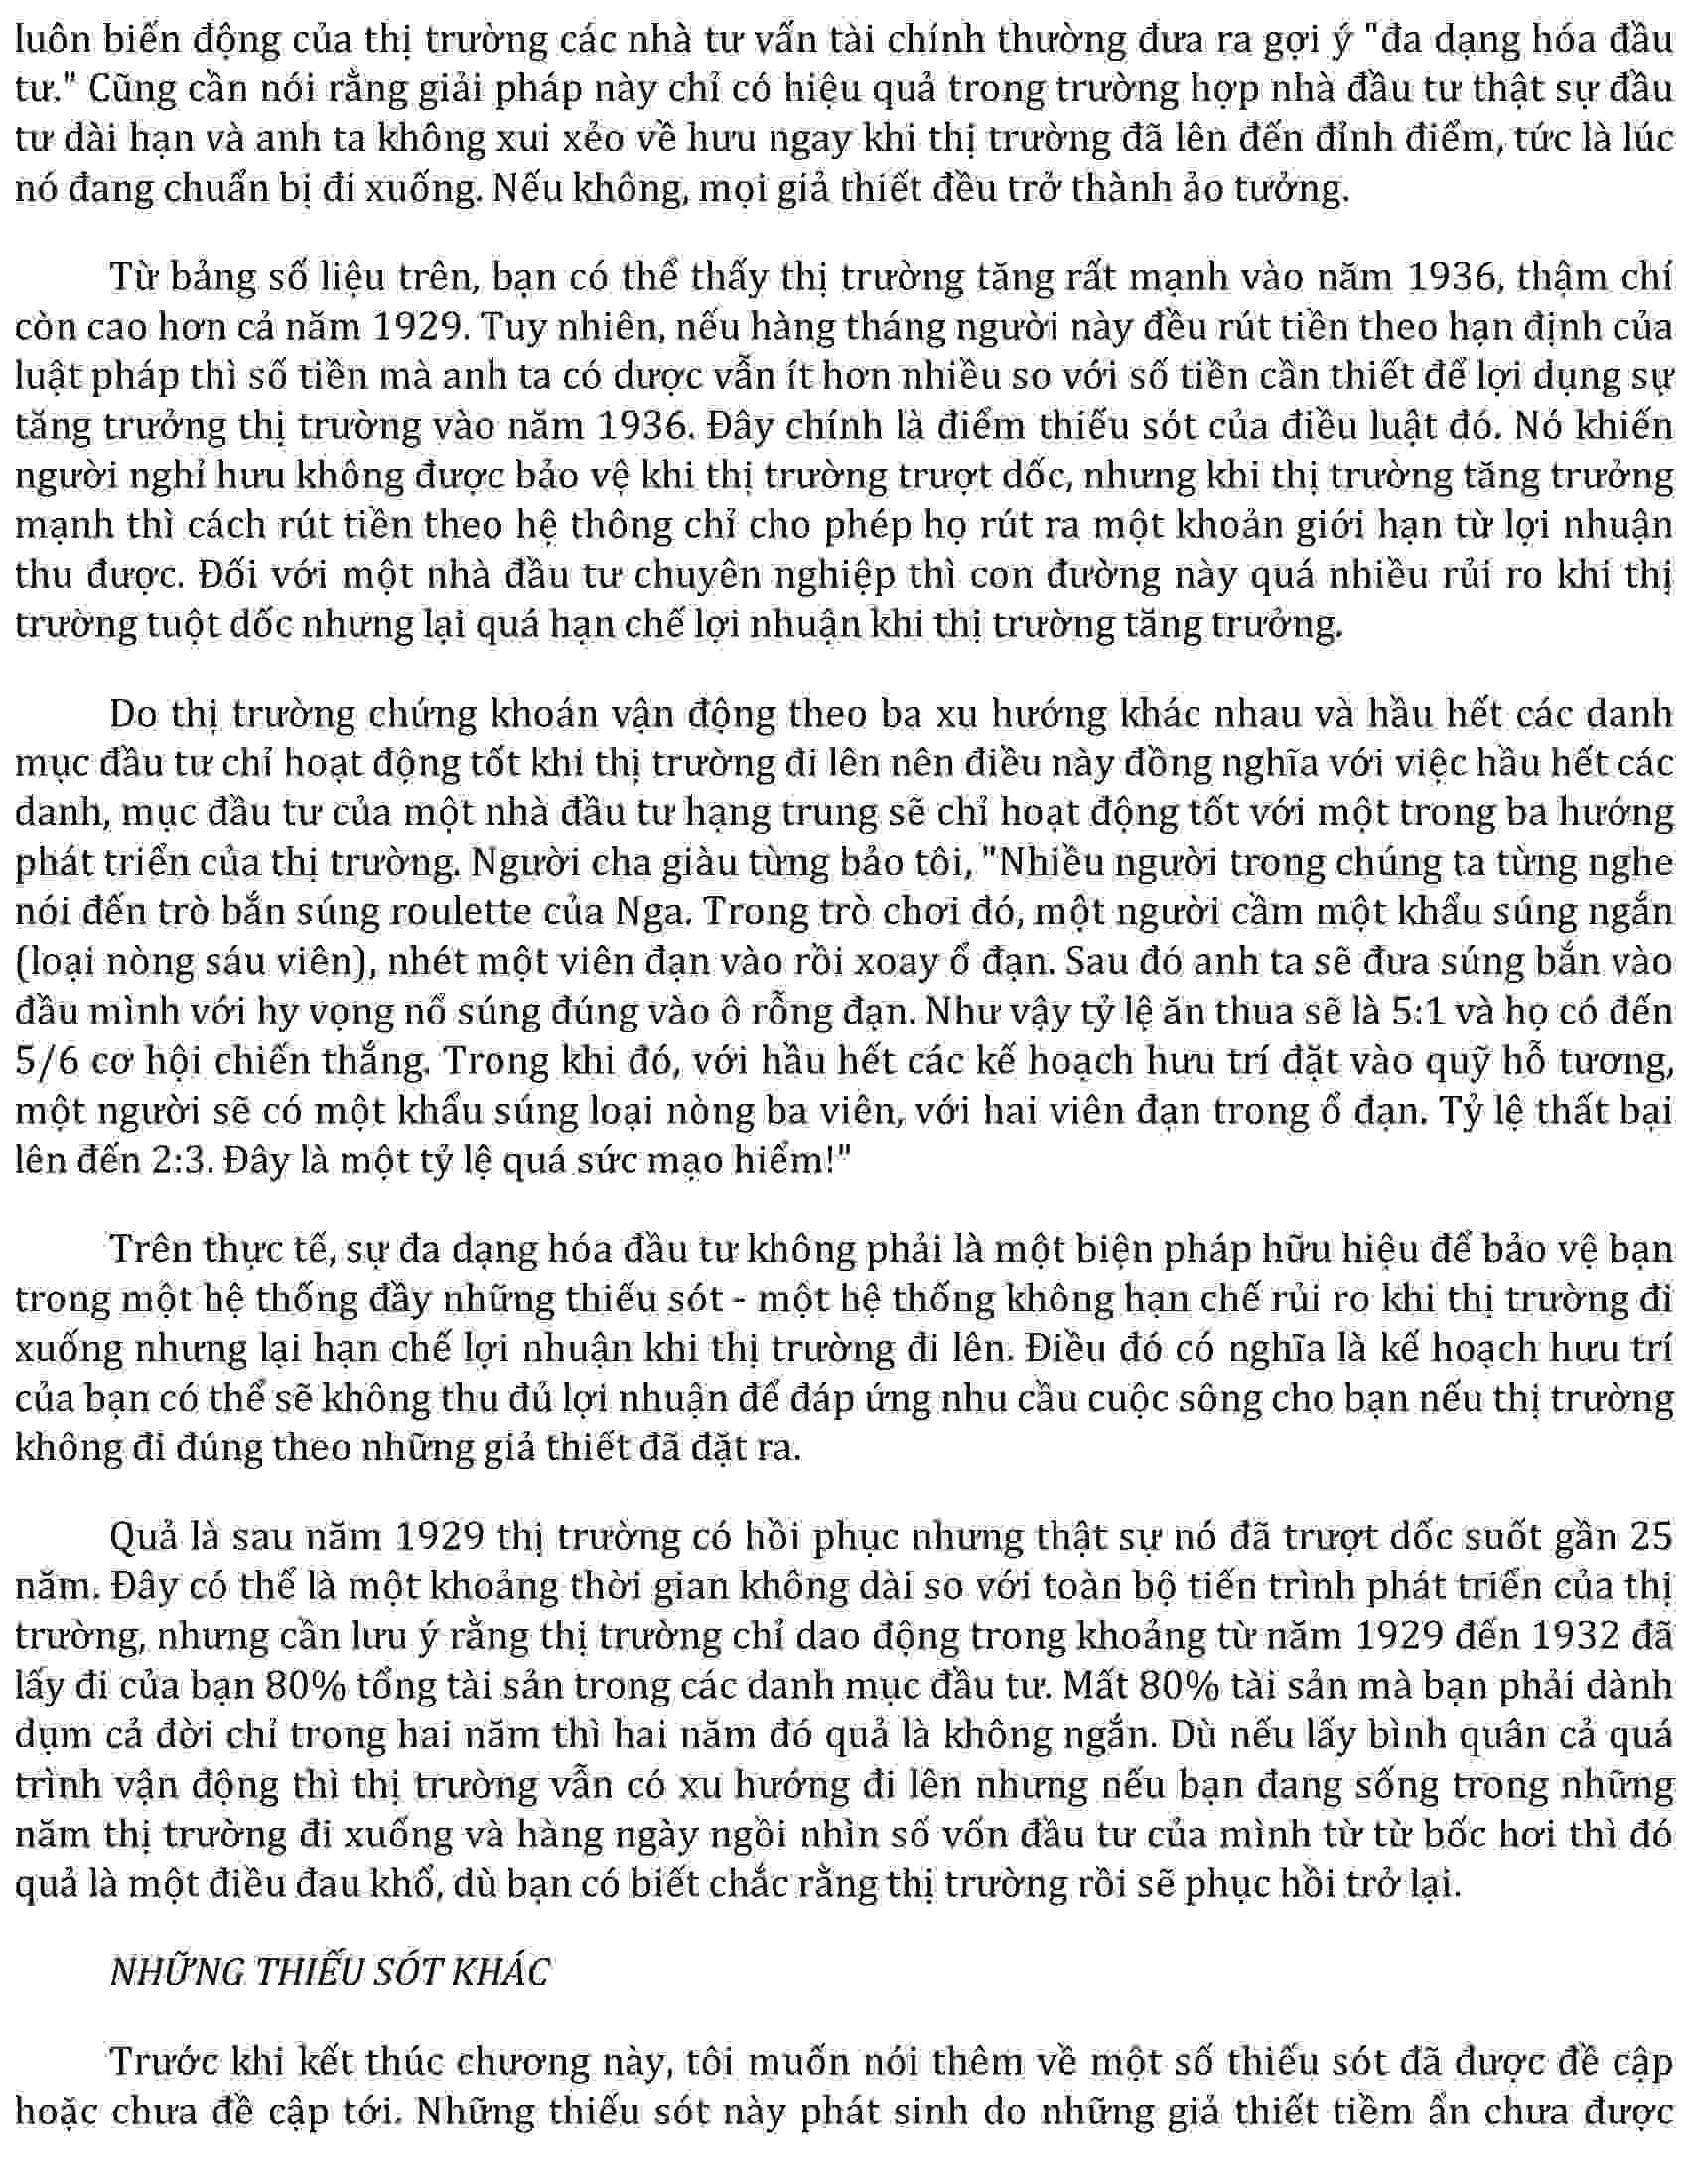 luôn biến động của thị trường các nhà tư vấn tài chính thường đưa ra gợi ý "đa dạng hóa đầu
tư." Cũng cần nói rằng giải pháp này chỉ có hiệu quả trong trường hợp nhà đầu tư thật sự đầu
tư dài hạn và anh ta không xui xẻo về hưu ngay khi thị trường đã lên đến đỉnh điểm, tức là lúc
nó đang chuẩn bị đi xuống. Nếu không, mọi giả thiết đều trở thành ảo tưởng.
Từ bảng số liệu trên, bạn có thể thấy thị trường tăng rất mạnh vào năm 1936, thậm chí
còn cao hơn cả năm 1929. Tuy nhiên, nếu hàng tháng người này đều rút tiền theo hạn định của
luật pháp thì số tiền mà anh ta có dược vẫn ít hơn nhiều so với số tiền cần thiết để lợi dụng sự
tăng trưởng thị trường vào năm 1936. Đây chính là điểm thiếu sót của điều luật đó. Nó khiến
người nghỉ hưu không được bảo vệ khi thị trường trượt dốc, nhưng khi thị trường tăng trưởng
mạnh thì cách rút tiền theo hệ thông chỉ cho phép họ rút ra một khoản giới hạn từ lợi nhuận
thu được. Đối với một nhà đầu tư chuyên nghiệp thì con đường này quá nhiều rủi ro khi thị
trường tuột dốc nhưng lại quá hạn chế lợi nhuận khi thị trường tăng trưởng.
Do thị trường chứng khoán vận động theo ba xu hướng khác nhau và hầu hết các danh
mục đầu tư chỉ hoạt động tốt khi thị trường đi lên nên điều này đồng nghĩa với việc hầu hết các
danh, mục đầu tư của một nhà đầu tư hạng trung sẽ chỉ hoạt động tốt với một trong ba hướng
phát triển của thị trường. Người cha giàu từng bảo tôi, "Nhiều người trong chúng ta từng nghe
nói đến trò bắn súng roulette của Nga. Trong trò chơi đó, một người cầm một khẩu súng ngắn
(loại nòng sáu viên), nhét một viên đạn vào rồi xoay ổ đạn. Sau đó anh ta sẽ đưa súng bắn vào
đầu mình với hy vọng nổ súng đúng vào ô rỗng đạn. Như vậy tỷ lệ ăn thua sẽ là 5:1 và họ có đến
5/6 cơ hội chiến thắng. Trong khi đó, với hầu hết các kế hoạch hưu trí đặt vào quỹ hỗ tương,
một người sẽ có một khẩu súng loại nòng ba viên, với hai viên đạn trong ổ đạn. Tỷ lệ thất bại
lên đến 2:3. Đây là một tỷ lệ quá sức mạo hiểm!"
Trên thực tế, sự đa dạng hóa đầu tư không phải là một biện pháp hữu hiệu để bảo vệ bạn
trong một hệ thống đầy những thiếu sót - một hệ thống không hạn chế rủi ro khi thị trường đi
xuống nhưng lại hạn chế lợi nhuận khi thị trường đi lên. Điều đó có nghĩa là kế hoạch hưu trí
của bạn có thể sẽ không thu đủ lợi nhuận để đáp ứng nhu cầu cuộc sông cho bạn nếu thị trường
không đi đúng theo những giả thiết đã đặt ra.
Quả là sau năm 1929 thị trường có hồi phục nhưng thật sự nó đã trượt dốc suốt gần 25
năm. Đây có thể là một khoảng thời gian không dài so với toàn bộ tiến trình phát triển của thị
trường, nhưng cần lưu ý rằng thị trường chỉ dao động trong khoảng từ năm 1929 đến 1932 đã
lấy đi của bạn 80% tổng tài sản trong các danh mục đầu tư. Mất 80% tài sản mà bạn phải dành
dụm cả đời chỉ trong hai năm thì hai năm đó quả là không ngắn. Dù nếu lấy bình quân cả quá
trình vận động thì thị trường vẫn có xu hướng đi lên nhưng nếu bạn đang sống trong những
năm thị trường đi xuống và hàng ngày ngồi nhìn số vốn đầu tư của mình từ từ bốc hơi thì đó
quả là một điều đau khổ, dù bạn có biết chắc rằng thị trường rồi sẽ phục hồi trở lại.
NHỮNG THIẾU SÓT KHÁC
Trước khi kết thúc chương này, tôi muốn nói thêm về một số thiếu sót đã được đề cập
hoặc chưa đề cập tới. Những thiếu sót này phát sinh do những giả thiết tiềm ẩn chưa được